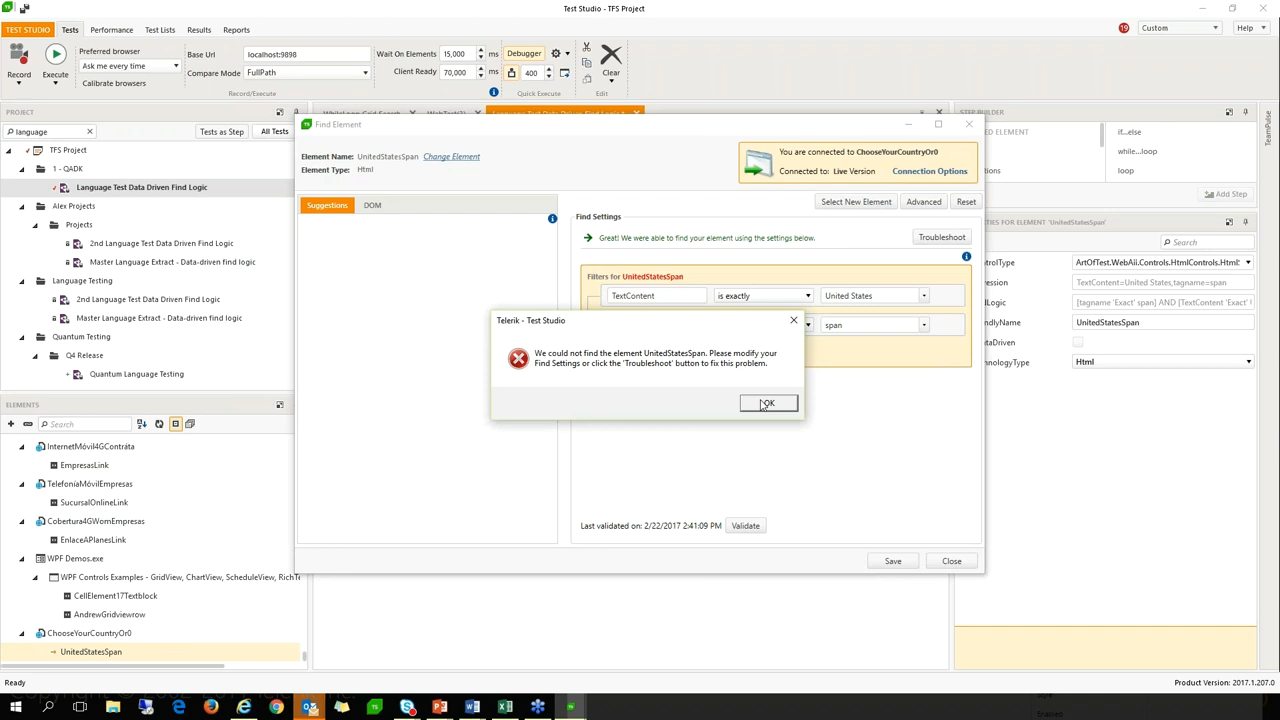 Test Studio - TFS Project
TEST STUDIO
Tests
Performance
Test Lists
Results
Reports
19
Custom
Help
Record
Execute
Preferred browser
Ask me every time
Calibrate browsers
Base Url
localhost:9898
Compare Mode
FullPath
Record/Execute
Wait On Elements
15,000
ms
Client Ready
70,000
ms
Debugger
400
Quick Execute
Clear
Edit
PROJECT
language
Tests as Step
All Tests
TFS Project
1 - QADK
Language Test Data Driven Find Logic
Alex Projects
Projects
2nd Language Test Data Driven Find Logic
Master Language Extract - Data-driven find logic
Language Testing
2nd Language Test Data Driven Find Logic
Master Language Extract - Data-driven find logic
Quantum Testing
Q4 Release
Quantum Language Testing
ELEMENTS
Search
InternetMóvil4GContráta
EmpresasLink
TelefoníaMóvilEmpresas
SucursalOnlineLink
Cobertura4GWomEmpresas
EnlaceAPlanesLink
WPF Demos.exe
WPF Controls Examples - GridView, ChartView, ScheduleView, RichTe
CellElement17Textblock
AndrewGridviewrow
ChooseYourCountryOr0
UnitedStatesSpan
Find Element
Element Name: UnitedStatesSpan Change Element
Element Type: Html
You are connected to ChooseYourCountryOr0
Connected to: Live Version Connection Options
Suggestions
DOM
Select New Element
Advanced
Reset
Find Settings
Great! We were able to find your element using the settings below.
Troubleshoot
Filters for UnitedStatesSpan
TextContent
is exactly
United States
span
Telerik - Test Studio
We could not find the element UnitedStatesSpan. Please modify your
Find Settings or click the 'Troubleshoot' button to fix this problem.
OK
Last validated on: 2/22/2017 2:41:09 PM
Validate
Save
Close
STEP BUILDER
ED ELEMENT
if...else
while...loop
loop
Add Step
TeamPulse
TIES FOR ELEMENT 'UnitedStatesSpan'
Search
ArtOfTest.WebAii.Controls.HtmlControls.Html:
TextContent=United States,tagname=span
[tagname 'Exact' span] AND [TextContent 'Exact' 
UnitedStatesSpan
Html
Ready
Product Version: 2017.1.207.0